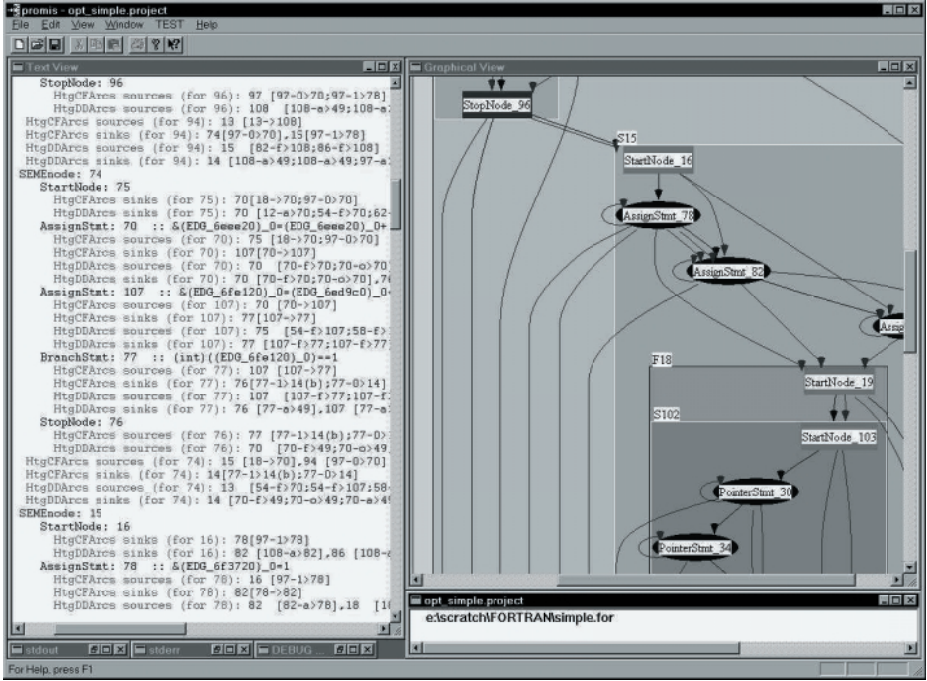 promis - opt_simple.project
File Edit View Window TEST Help
Text View
StopNode: 96
HtgCFArcs sources (for 96): 97 [97-0>70;97-1>78]
HtgDDArcs sources (for 96): 108 [108-a>49;108-a
HtgCFArcs sources (for 94): 13 [13->108]
HtgCFArcs sinks (for 94): 74[97-0>70],15[97-1>78]
HtgDDArcs sinks (for 94): 15 [82-f>108;86-f>108]
HtgDDArcs sources (for 94): 14 [108-a>49;108-a>49;97-a
SEMEnode: 74
StartNode: 75
HtgCFArcs sinks (for 75): 70[18->70;97-0>70]
HtgDDArcs sinks (for 75): 70 [12-a>70;54-f>70;62-
AssignStmt: 70 :: &(EDG_6eee20)_0=(EDG_6eee20)_0+
HtgCFArcs sources (for 70): 75 [18->70;97-0>70]
HtgCFArcs sinks (for 70): 107[70->107]
HtgDDArcs sinks (for 70): 70 [70-f>70;70-o>70]
HtgDDArcs sources (for 70): 70 [70-f>70;70-o>70],76
AssignStmt: 107 :: &(EDG_6fe120)_0=(EDG_6ed9c0)_0
HtgCFArcs sources (for 107): 70 [70->107]
HtgCFArcs sinks (for 107): 77[107->77]
HtgDDArcs sinks (for 107): 75 [54-f>107;58-f>
HtgDDArcs sources (for 107): 77 [107-f>77;107-f>77
BranchStmt: 77 :: (int)((EDG_6fe120)_0)==1
HtgCFArcs sources (for 77): 107 [107->77]
HtgCFArcs sinks (for 77): 76[77-1>14(b);77-0>14]
HtgDDArcs sinks (for 77): 107 [107-f>77;107-f
HtgDDArcs sources (for 77): 76 [77-a>49],107 [77-a
StopNode: 76
HtgCFArcs sources (for 76): 77 [77-1>14(b);77-0>
HtgDDArcs sources (for 76): 70 [70-f>49;70-o>49
HtgCFArcs sources (for 74): 15 [18->70],94 [97-0>70]
HtgCFArcs sinks (for 74): 14[77-1>14(b);77-0>14]
HtgDDArcs sinks (for 74): 13 [54-f>70;54-f>107;58-
HtgDDArcs sources (for 74): 14 [70-f>49;70-o>49;70-a>49
SEMEnode: 15
StartNode: 16
HtgCFArcs sinks (for 16): 78[97-1>78]
HtgDDArcs sinks (for 16): 82 [108-a>82],86 [108-a
AssignStmt: 78 :: &(EDG_6f3720)_0=1
HtgCFArcs sources (for 78): 16 [97-1>78]
HtgCFArcs sinks (for 78): 82[78->82]
HtgDDArcs sources (for 78): 82 [82-a>78],18
Graphical View
StopNode_96
S15
StartNode_16
AssignStmt_78
AssignStmt_82
Assig
F18
StartNode_19
S102
StartNode_103
PointerStmt_30
PointerStmt_34
opt_simple.project
e:\scratch\FORTRAN\simple.for
stdout
stderr
DEBUG ...
For Help, press F1